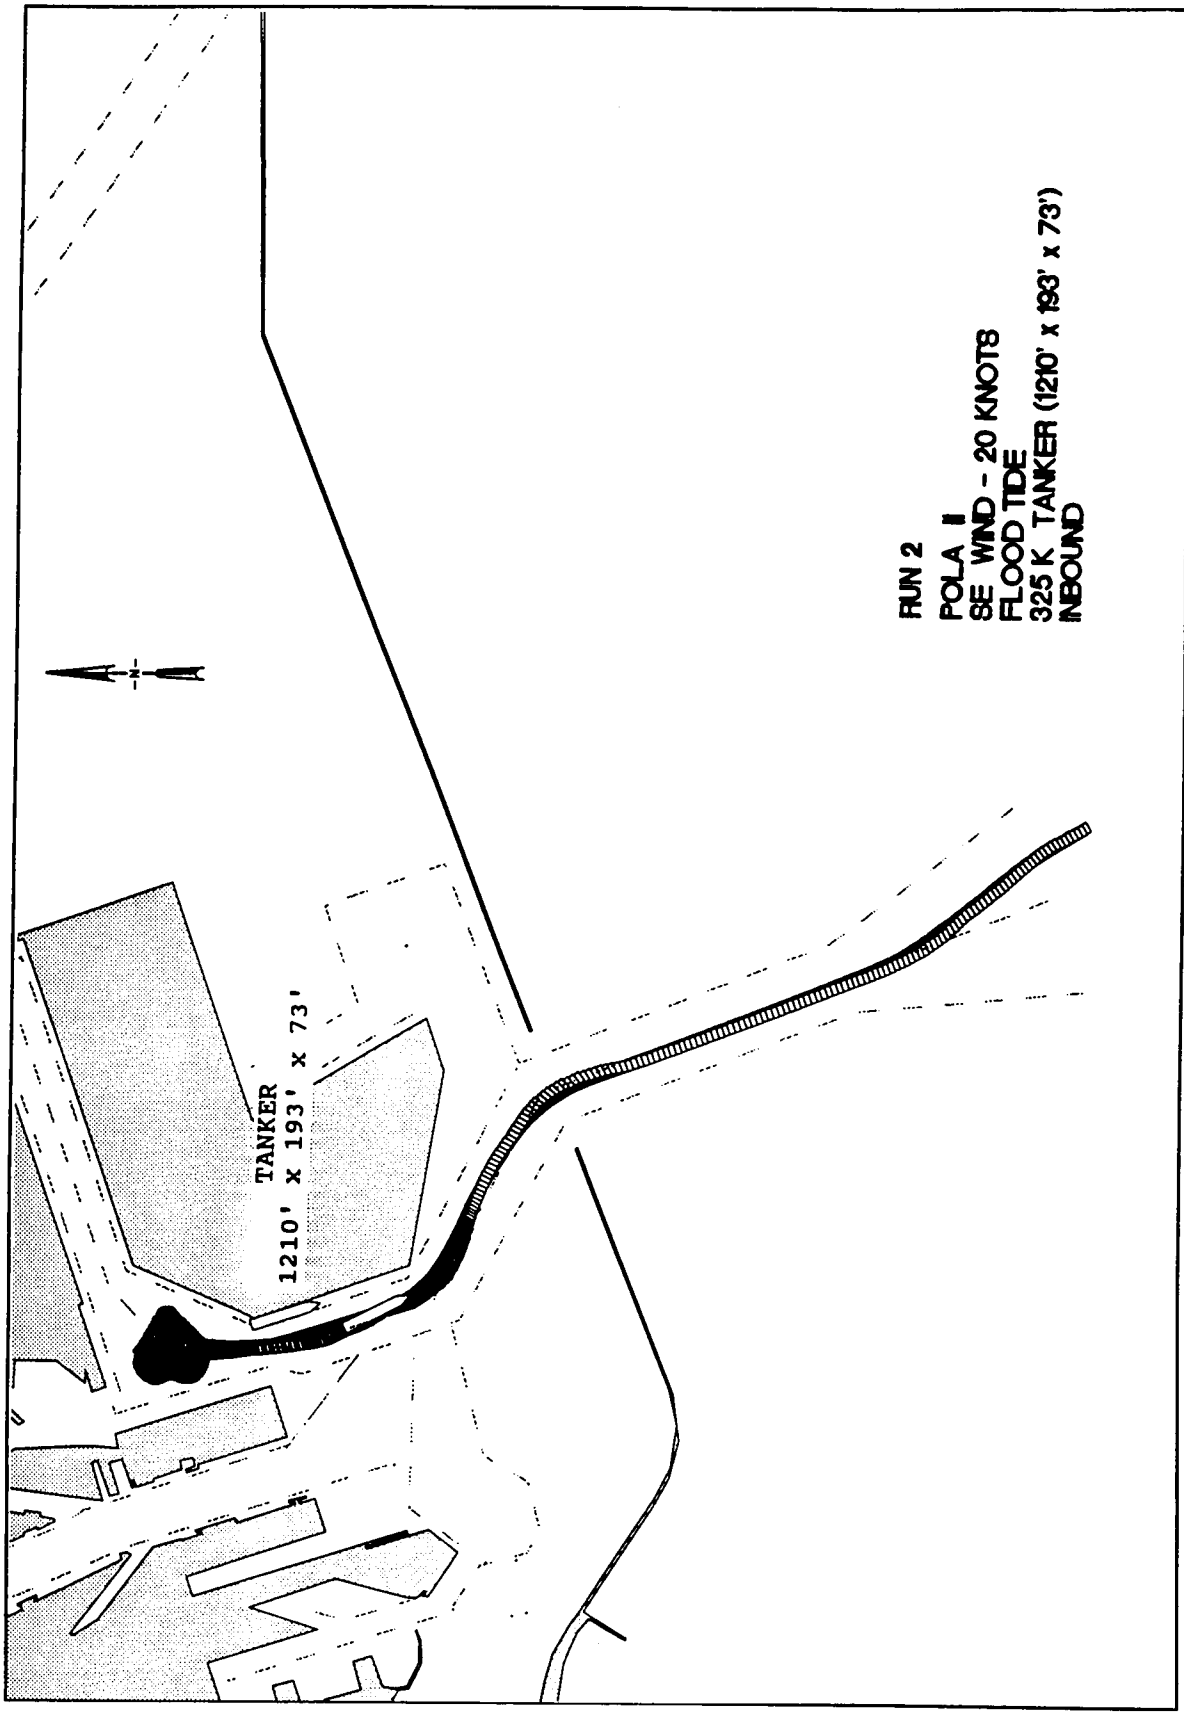 N
TANKER
1210' x 193' x 73'
RUN 2
POLA II
SE WIND - 20 KNOTS
FLOOD TIDE
325 K TANKER (1210' x 193' x 73')
INBOUND